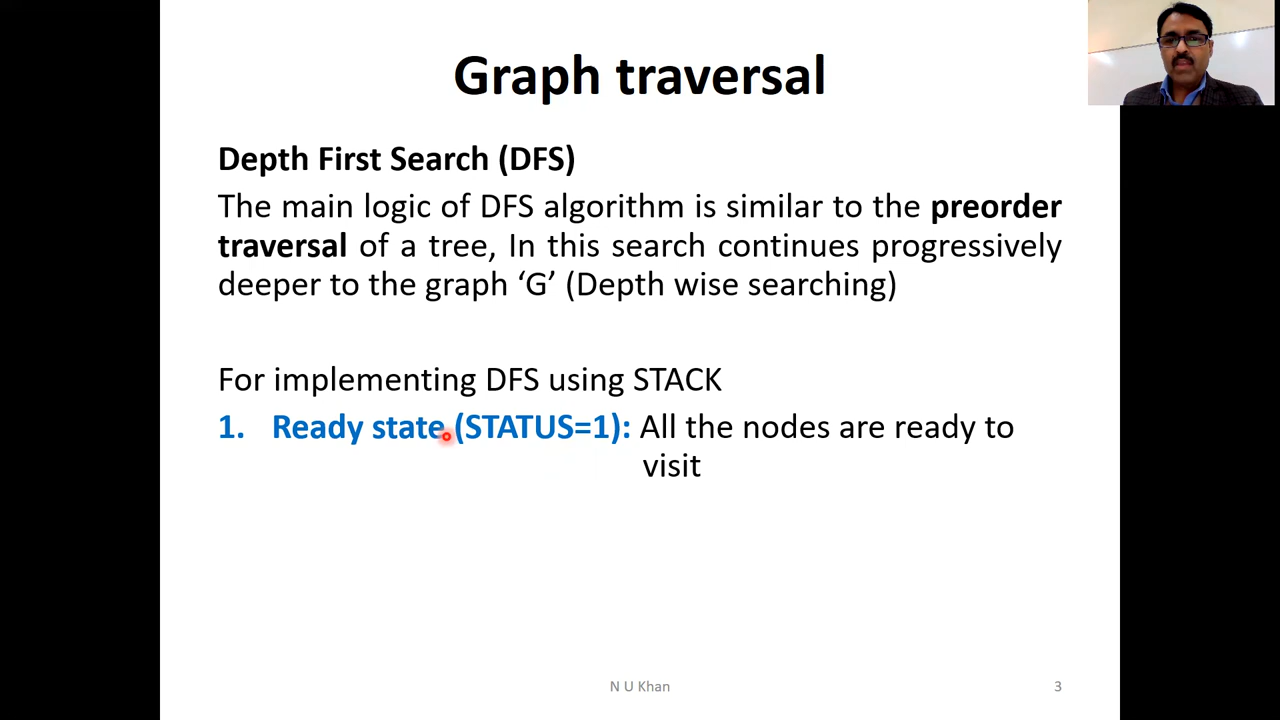 Graph traversal
Depth First Search (DFS)
The main logic of DFS algorithm is similar to the preorder
traversal of a tree, In this search continues progressively
deeper to the graph ‘G’ (Depth wise searching)
For implementing DFS using STACK
1. Ready state (STATUS=1): All the nodes are ready to
visit
N U Khan
3